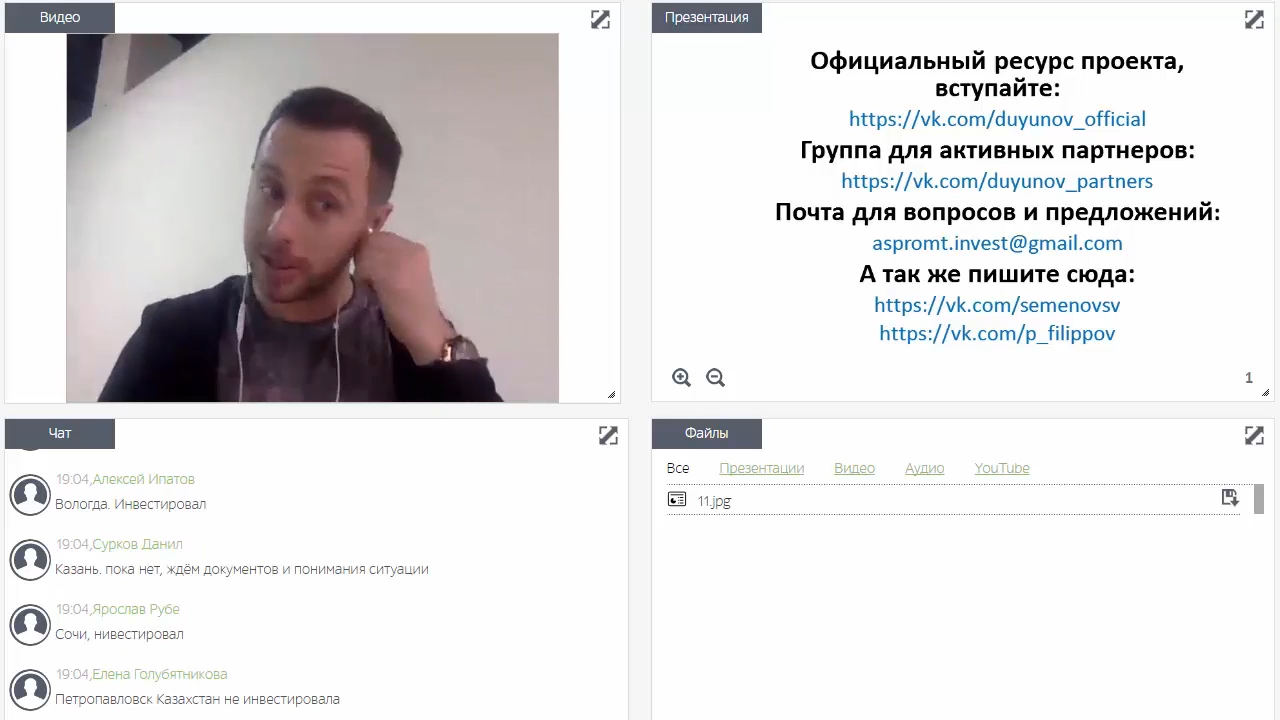 Видео
Презентация
Официальный ресурс проекта,
вступайте:
https://vk.com/duyunov_official
Группа для активных партнеров:
https://vk.com/duyunov_partners
Почта для вопросов и предложений:
aspromt.invest@gmail.com
А так же пишите сюда:
https://vk.com/semenovsv
https://vk.com/p_filippov
1
Чат
19:04,Алексей Ипатов
Вологда. Инвестировал
19:04,Сурков Данил
Казань. пока нет, ждём документов и понимания ситуации
19:04,Ярослав Рубе
Сочи, нивестировал
19:04,Елена Голубятникова
Петропавловск Казахстан не инвестировала
Файлы
Все Презентации Видео Аудио YouTube
11.jpg